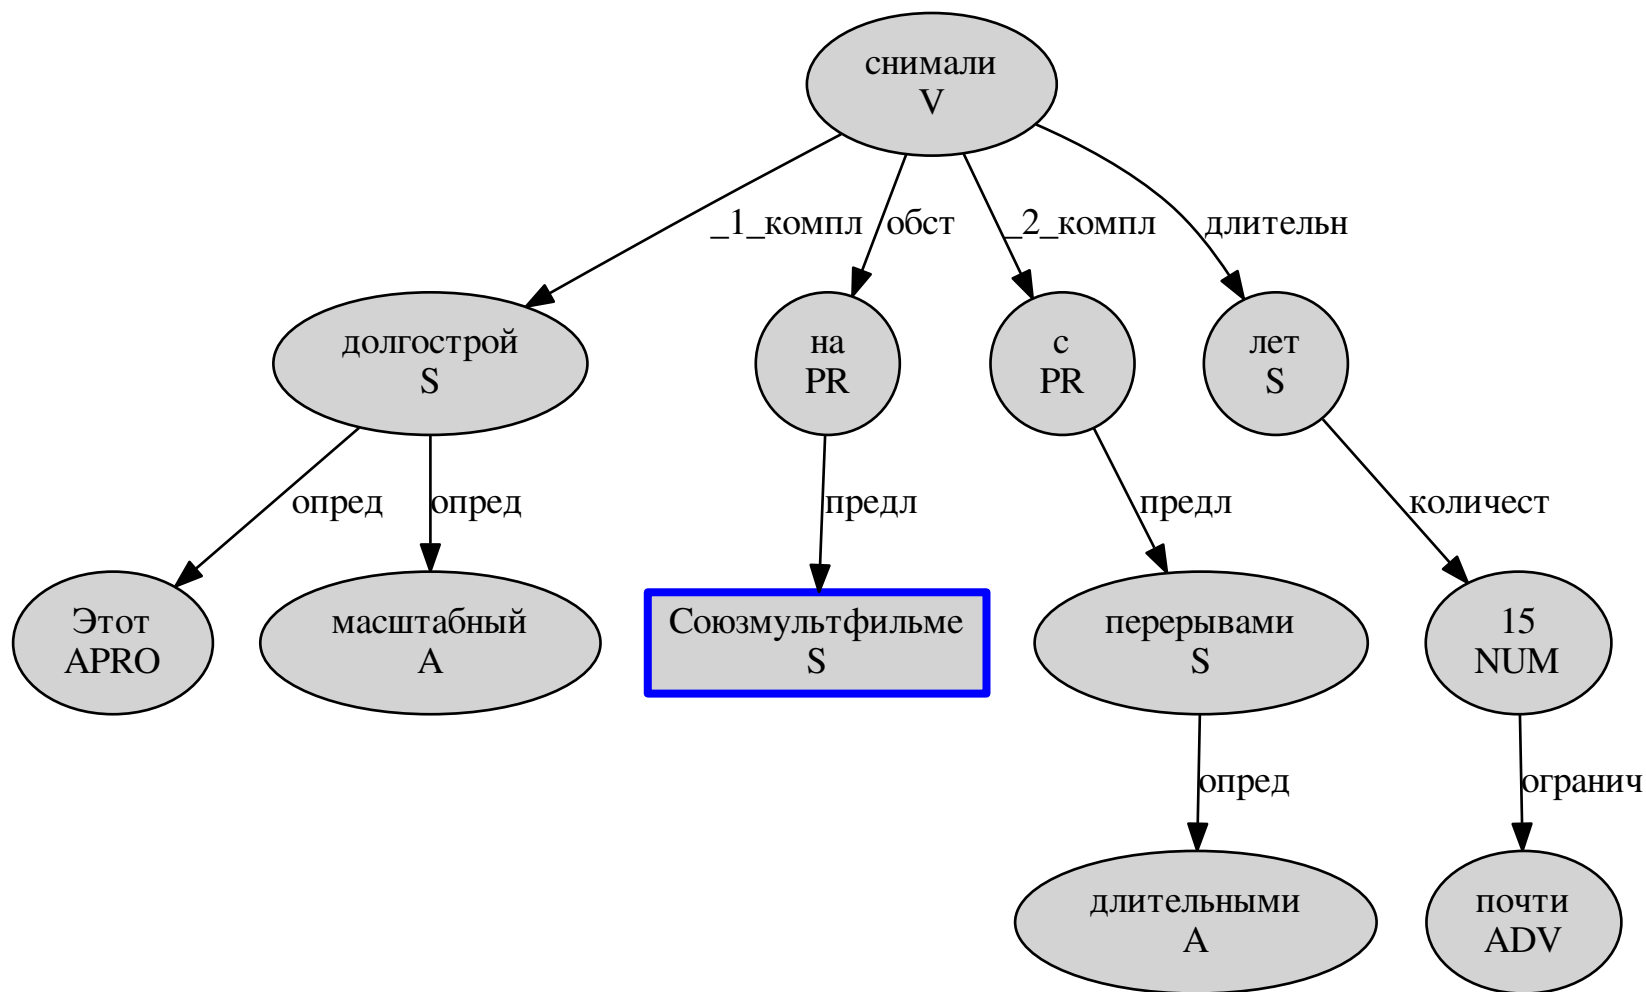 снимали
V
_1_компл
обст
_2_компл
длительн
долгострой
S
на
PR
с
PR
лет
S
опред
опред
предл
предл
количест
Этот
APRO
масштабный
A
Союзмультфильме
S
перерывами
S
15
NUM
опред
огранич
длительными
A
почти
ADV